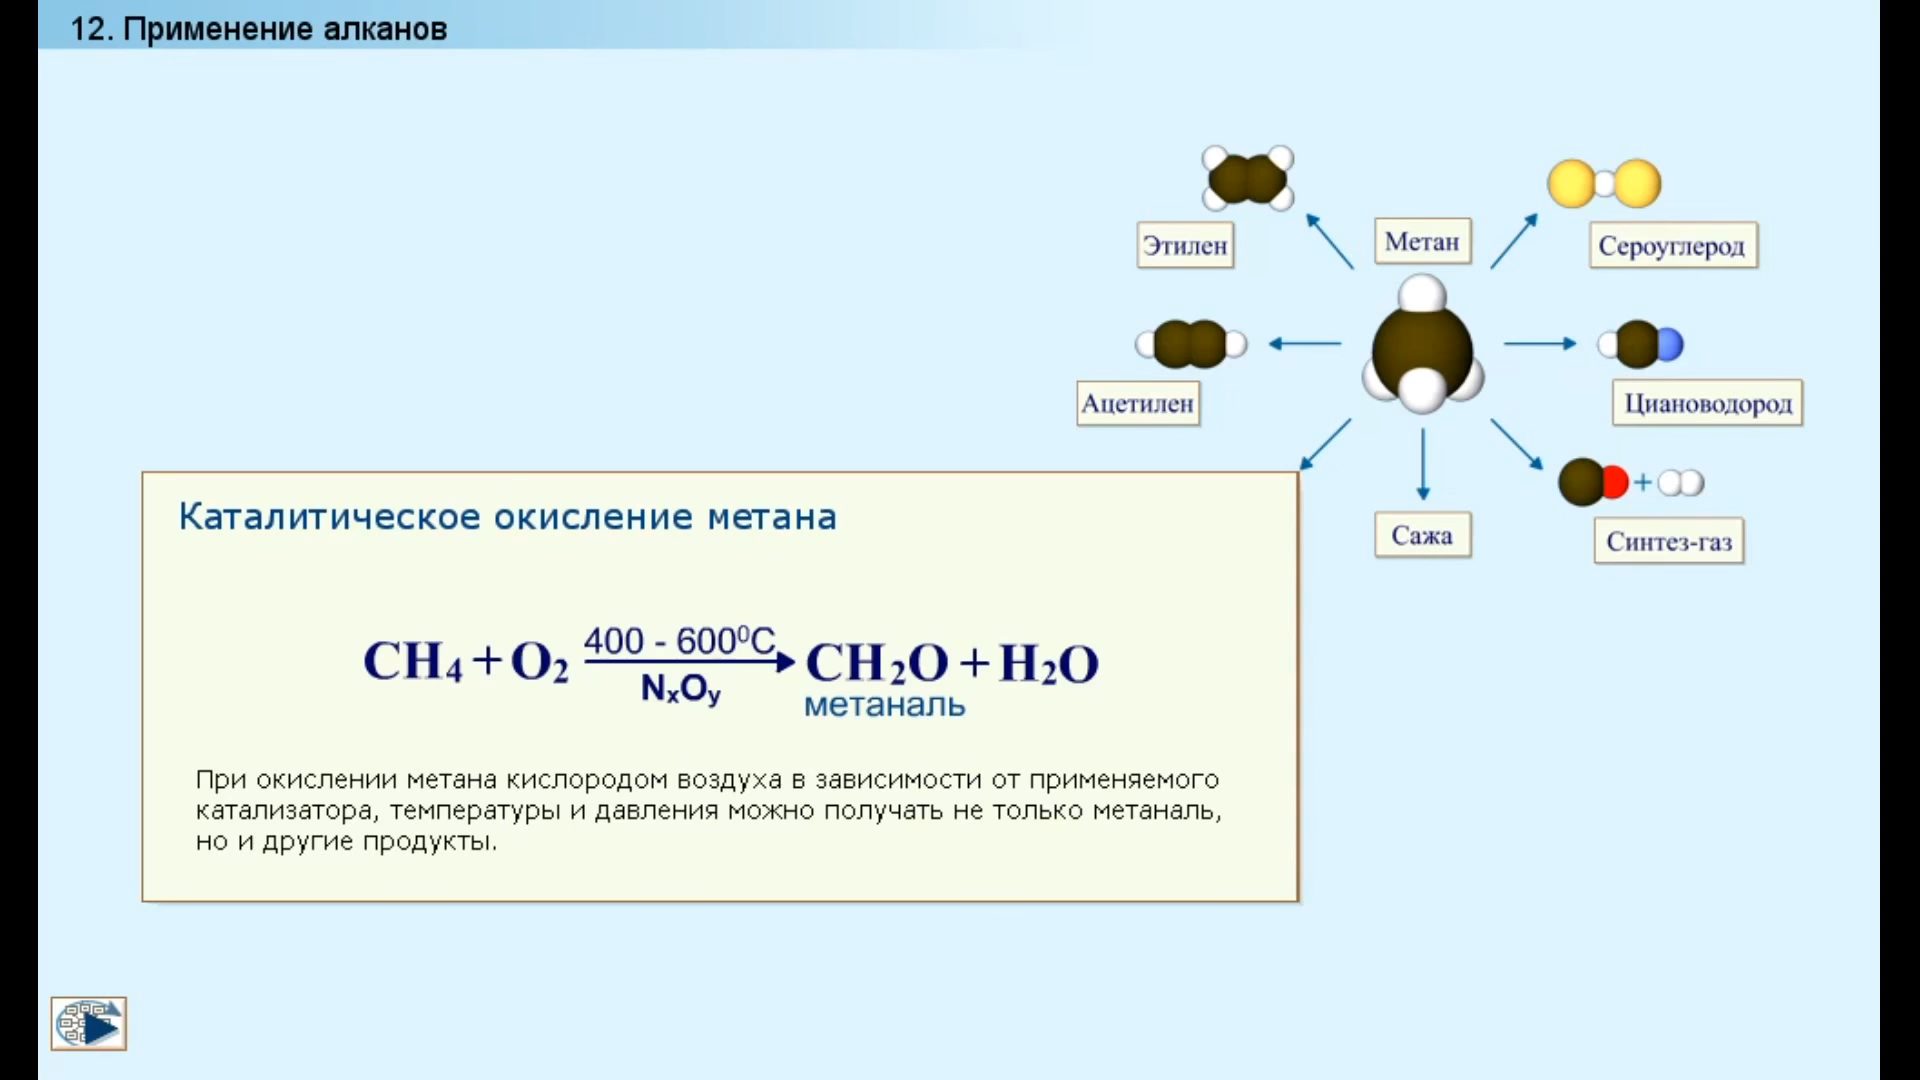 12. Применение алканов
Этилен
Метан
Сероуглерод
Ацетилен
Циановодород
+
Сажа
Синтез-газ
Каталитическое окисление метана
CH₄ + O₂ 400 - 600⁰C NₓOᵧ → CH₂O + H₂O
метаналь
При окислении метана кислородом воздуха в зависимости от применяемого
катализатора, температуры и давления можно получать не только метаналь,
но и другие продукты.